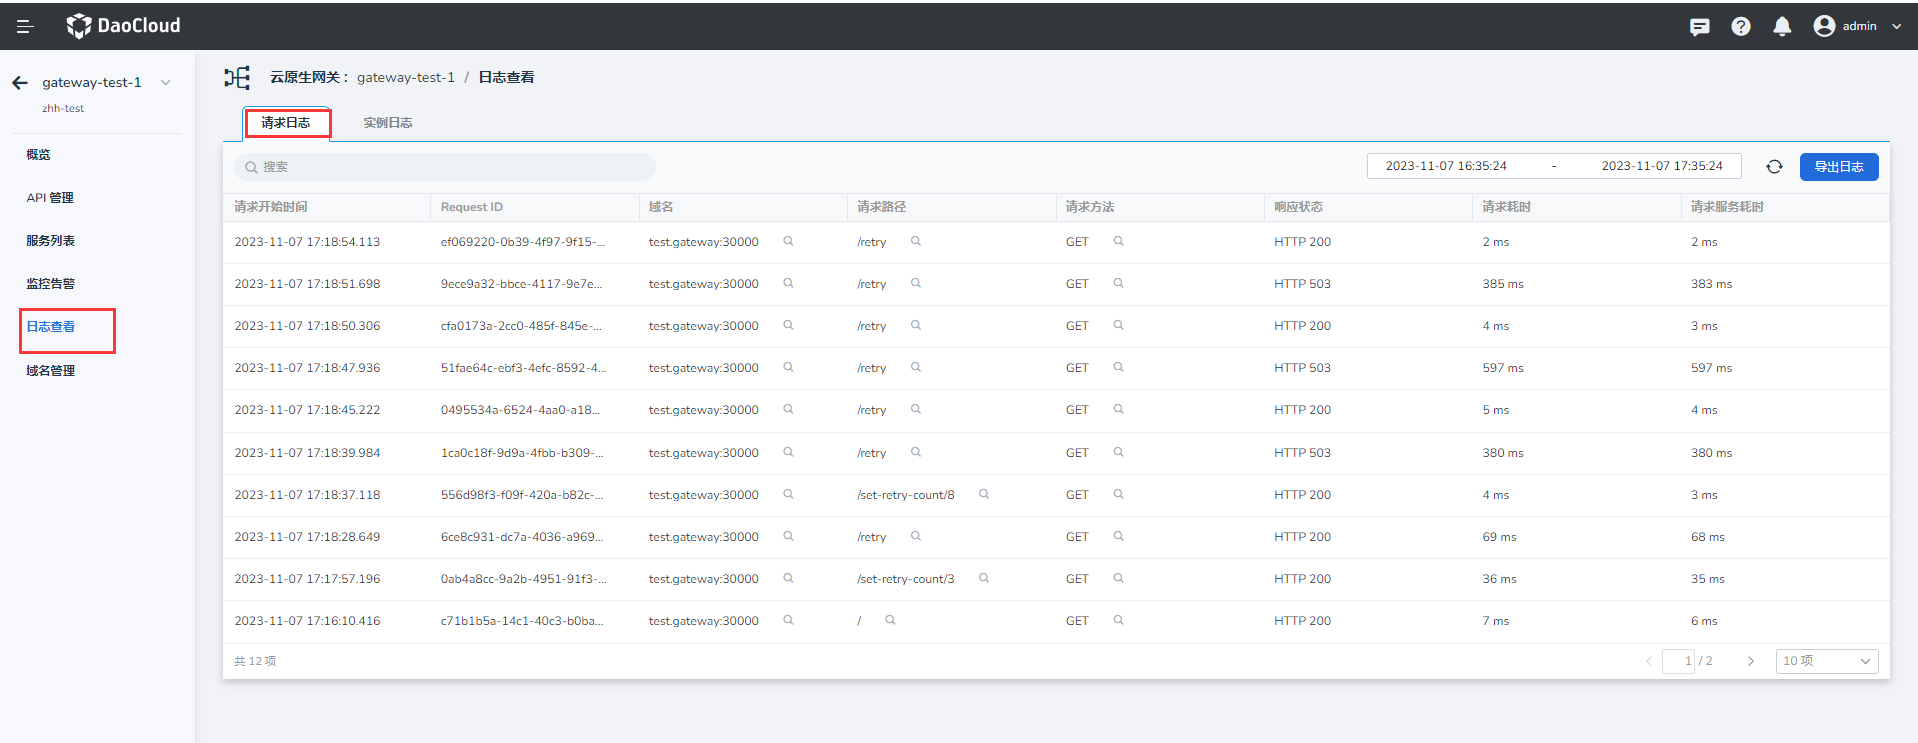 DaoCloud
admin
gateway-test-1
zhh-test
概览
API 管理
服务列表
监控告警
日志查看
域名管理
云原生网关： gateway-test-1 / 日志查看
请求日志 实例日志
搜索 2023-11-07 16:35:24 - 2023-11-07 17:35:24 导出日志
请求开始时间 Request ID 域名 请求路径 请求方法 响应状态 请求耗时 请求服务耗时
2023-11-07 17:18:54.113 ef069220-0b39-4f97-9f15-... test.gateway:30000 /retry GET HTTP 200 2 ms 2 ms
2023-11-07 17:18:51.698 9ece9a32-bbce-4117-9e7e... test.gateway:30000 /retry GET HTTP 503 385 ms 383 ms
2023-11-07 17:18:50.306 cfa0173a-2cc0-485f-845e-... test.gateway:30000 /retry GET HTTP 200 4 ms 3 ms
2023-11-07 17:18:47.936 51fae64c-ebf3-4efc-8592-4... test.gateway:30000 /retry GET HTTP 503 597 ms 597 ms
2023-11-07 17:18:45.222 0495534a-6524-4aa0-a18... test.gateway:30000 /retry GET HTTP 200 5 ms 4 ms
2023-11-07 17:18:39.984 1ca0c18f-9d9a-4fbb-b309-... test.gateway:30000 /retry GET HTTP 503 380 ms 380 ms
2023-11-07 17:18:37.118 556d98f3-f09f-420a-b82c-... test.gateway:30000 /set-retry-count/8 GET HTTP 200 4 ms 3 ms
2023-11-07 17:18:28.649 6ce8c931-dc7a-4036-a969... test.gateway:30000 /retry GET HTTP 200 69 ms 68 ms
2023-11-07 17:17:57.196 0ab4a8cc-9a2b-4951-91f3-... test.gateway:30000 /set-retry-count/3 GET HTTP 200 36 ms 35 ms
2023-11-07 17:16:10.416 c71b1b5a-14c1-40c3-b0ba... test.gateway:30000 / GET HTTP 200 7 ms 6 ms
共 12 项 1 / 2 10 项